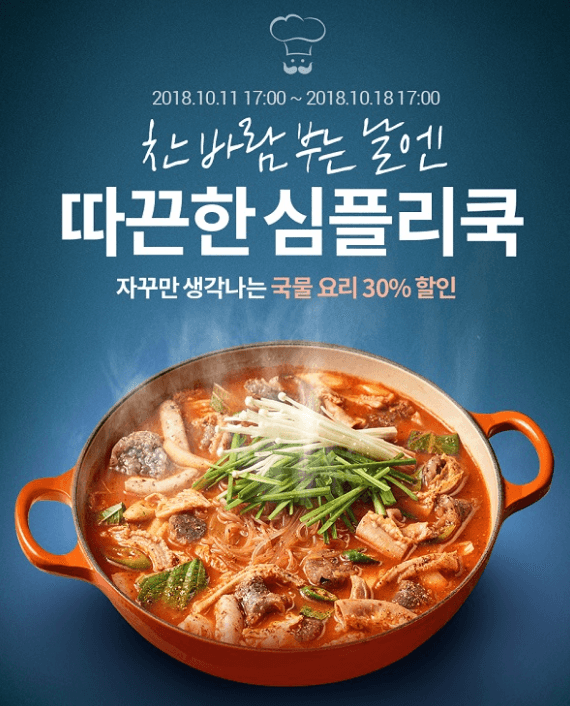 2018.10.11 17:00 ~ 2018.10.18 17:00
찬 바람 부는 날엔
따끈한 심플리쿡
자꾸만 생각나는 국물 요리 30% 할인